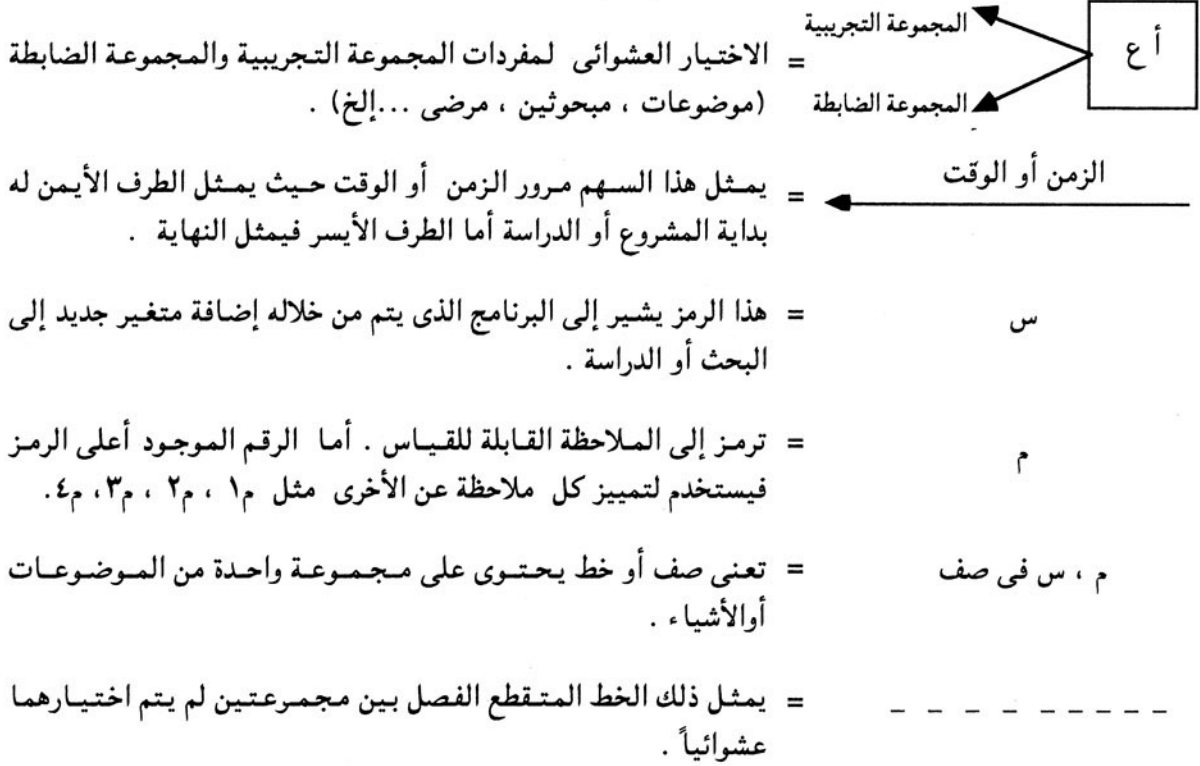 أ ع
المجموعة التجريبية
المجموعة الضابطة
= الاختيار العشوائى لمفردات المجموعة التجريبية والمجموعة الضابطة
(موضوعات ، مبحوثين ، مرضى ...إلخ) .
الزمن أو الوقت
= يمثل هذا السهم مرور الزمن أو الوقت حيث يمثل الطرف الأيمن له
بداية المشروع أو الدراسة أما الطرف الأيسر فيمثل النهاية .
س
= هذا الرمز يشير إلى البرنامج الذى يتم من خلاله إضافة متغير جديد إلى
البحث أو الدراسة .
م
= ترمز إلى الملاحظة القابلة للقياس . أما الرقم الموجود أعلى الرمز
فيستخدم لتمييز كل ملاحظة عن الأخرى مثل م١ ، م٢ ، م٣، م٤.
م ، س فى صف
= تعنى صف أو خط يحتوى على مجموعة واحدة من الموضوعات
أوالأشياء .
= يمثل ذلك الخط المتقطع الفصل بين مجمرعتين لم يتم اختيارهما
عشوائياً .